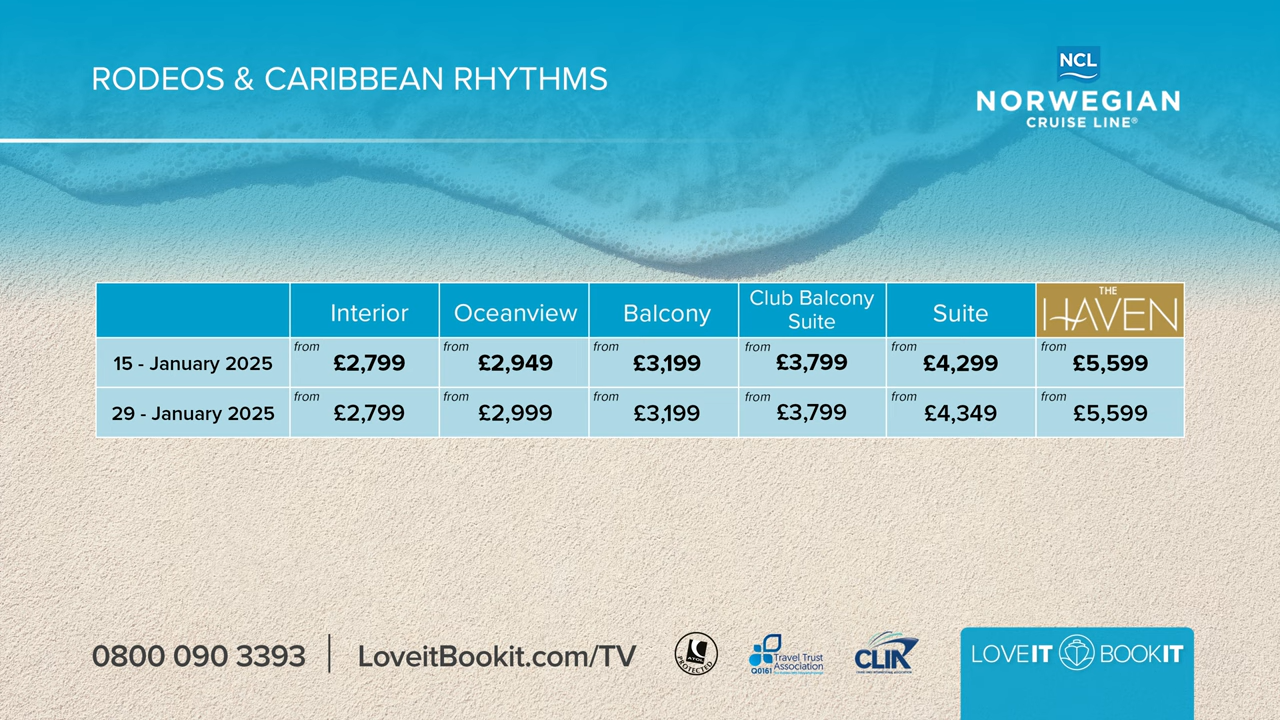 RODEOS & CARIBBEAN RHYTHMS
NCL
NORWEGIAN
CRUISE LINE®
Interior Oceanview Balcony Club Balcony Suite Suite THE HAVEN
15 - January 2025 from £2,799 from £2,949 from £3,199 from £3,799 from £4,299 from £5,599
29 - January 2025 from £2,799 from £2,999 from £3,199 from £3,799 from £4,349 from £5,599
0800 090 3393 LoveitBookit.com/TV
ATOL PROTECTED
Travel Trust
Association
Q0161
CLIA
LOVEIT BOOKIT